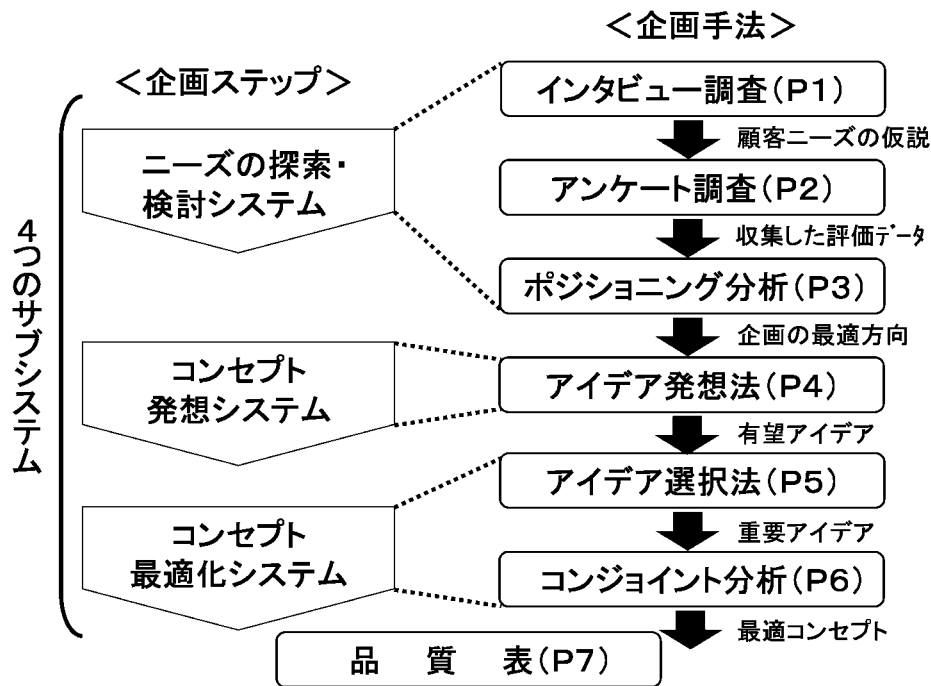 ＜企画手法＞
＜企画ステップ＞
4つのサブシステム
ニーズの探索・
検討システム
コンセプト
発想システム
コンセプト
最適化システム
インタビュー調査（P1）
顧客ニーズの仮説
アンケート調査（P2）
収集した評価データ
ポジショニング分析（P3）
企画の最適方向
アイデア発想法（P4）
有望アイデア
アイデア選択法（P5）
重要アイデア
コンジョイント分析（P6）
最適コンセプト
品　質　表（P7）